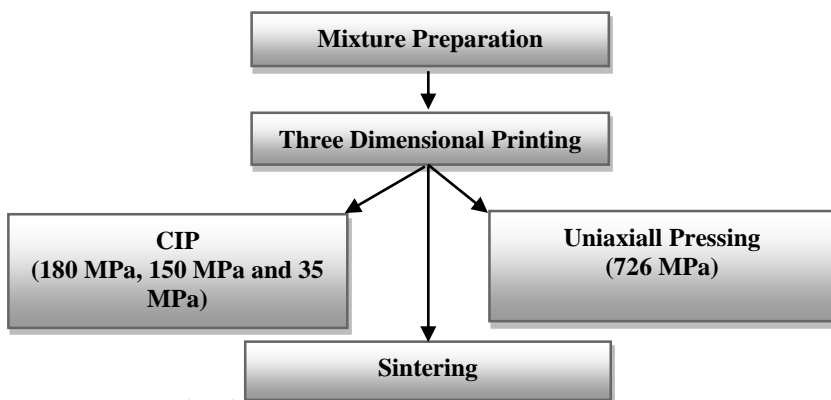 Mixture Preparation
Three Dimensional Printing
CIP
(180 MPa, 150 MPa and 35
MPa)
Uniaxiall Pressing
(726 MPa)
Sintering